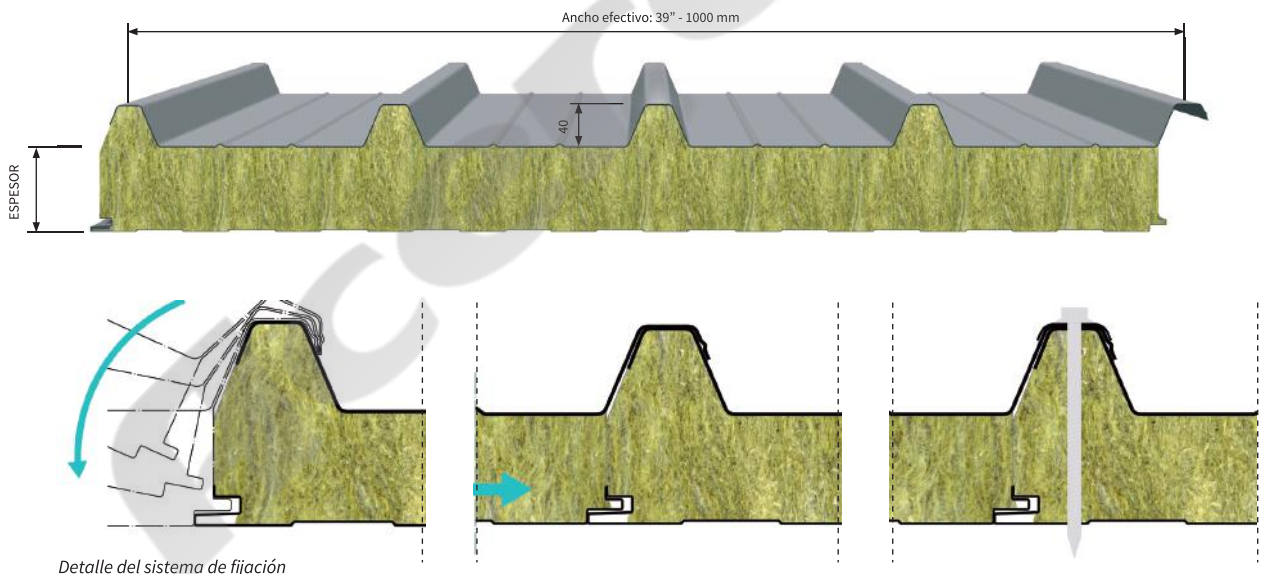 Ancho efectivo: 39” - 1000 mm
40
ESPESOR
Detalle del sistema de fijación